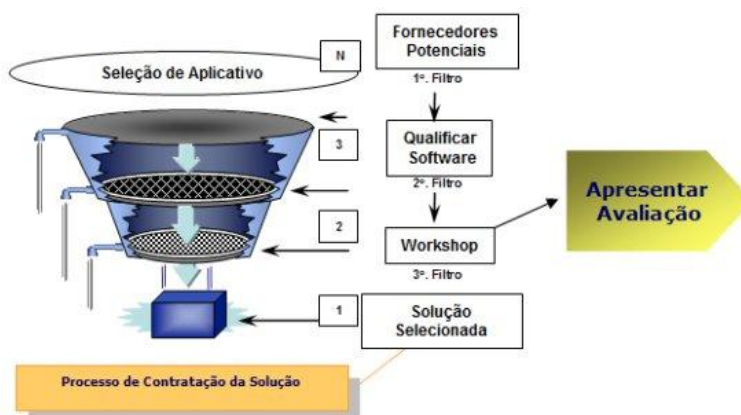 Seleção de Aplicativo
N
Fornecedores
Potenciais
1º. Filtro
3
Qualificar
Software
2º. Filtro
2
Workshop
3º. Filtro
Apresentar
Avaliação
1
Solução
Selecionada
Processo de Contratação da Solução